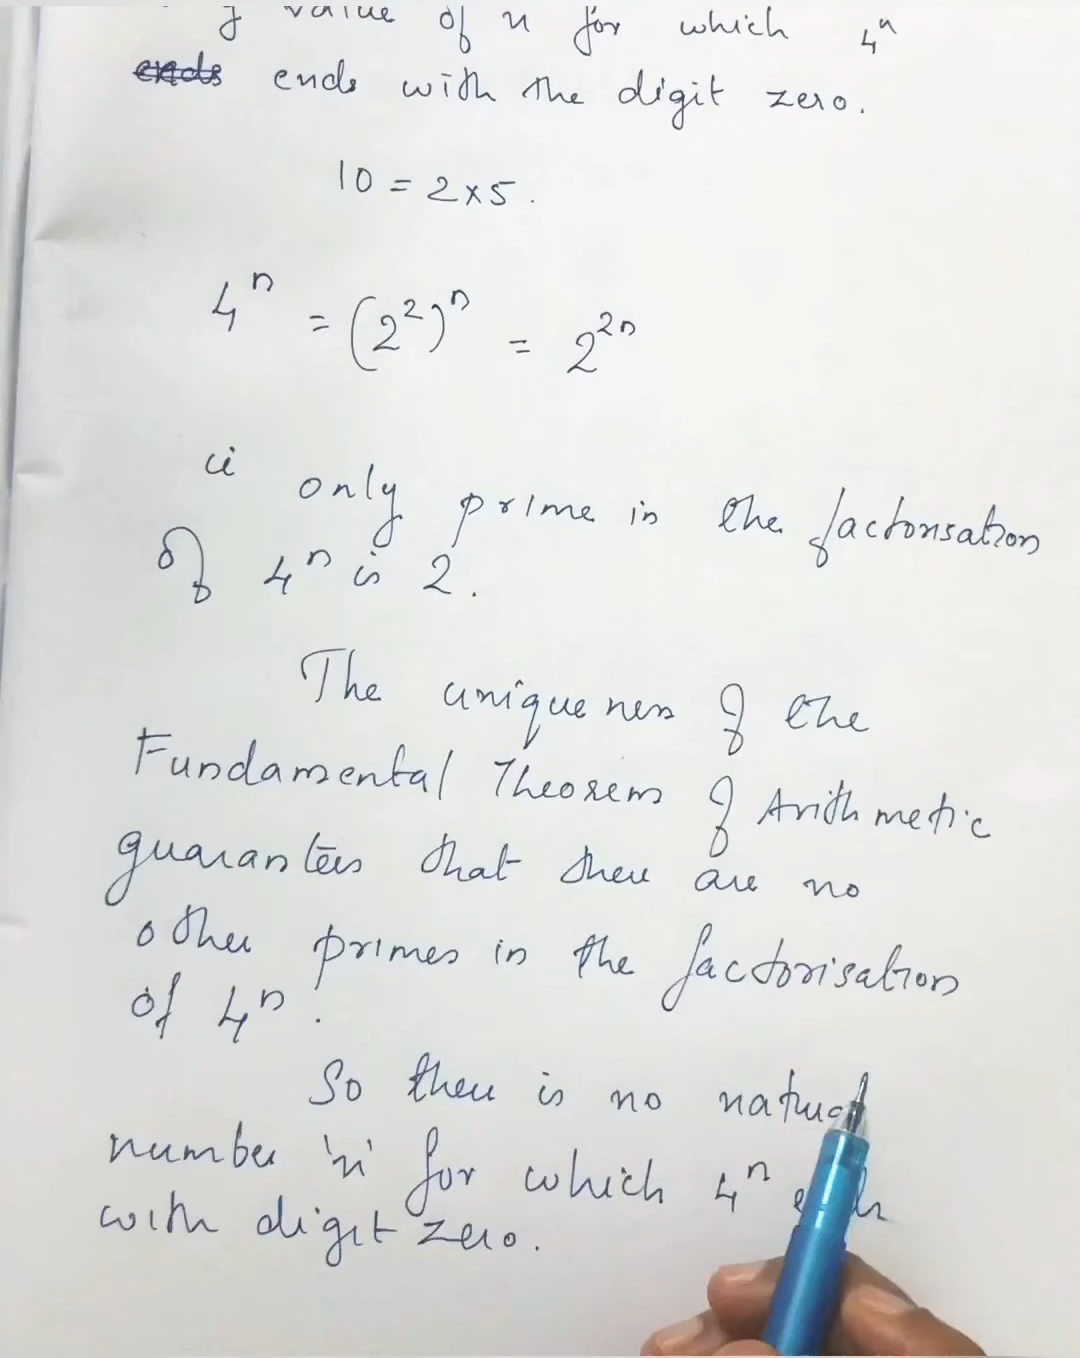 value of n for which 4ⁿ
ends with the digit zero.
10 = 2×5.
4ⁿ = (2²)ⁿ = 2²ⁿ
ie only prime in the factorisation
of 4ⁿ is 2.
The uniqueness of the
Fundamental Theorem of Arithmetic
guarantees that there are no
other primes in the factorisation
of 4ⁿ.
So there is no natural
number 'n' for which 4ⁿ ends
with digit zero.